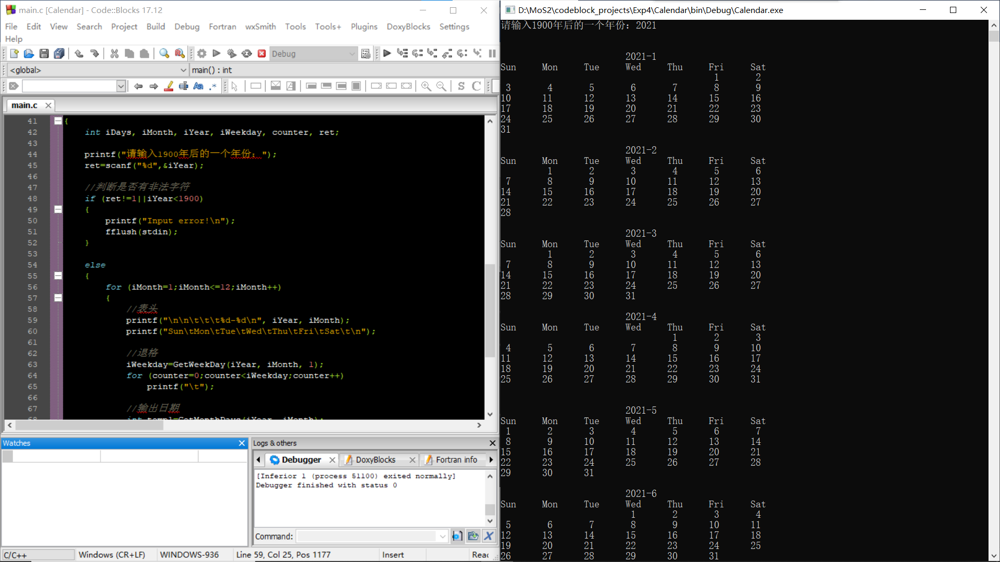 main.c [Calendar] - Code::Blocks 17.12
File Edit View Search Project Build Debug Fortran wxSmith Tools Tools+ Plugins DoxyBlocks Settings
Help
Debug
<global> main() : int
main.c
41 {
42 int iDays, iMonth, iYear, iWeekday, counter, ret;
43
44 printf("请输入1900年后的一个年份：");
45 ret=scanf("%d",&iYear);
46
47 //判断是否有非法字符
48 if (ret!=1||iYear<1900)
49 {
50 printf("Input error!\n");
51 fflush(stdin);
52 }
53
54 else
55 {
56 for (iMonth=1;iMonth<=12;iMonth++)
57 {
58 //表头
59 printf("\n\n\t\t\t%d-%d\n", iYear, iMonth);
60 printf("Sun\tMon\tTue\tWed\tThu\tFri\tSat\t\n");
61
62 //退格
63 iWeekday=GetWeekDay(iYear, iMonth, 1);
64 for (counter=0;counter<iWeekday;counter++)
65 printf("\t");
66
67 //输出日期
68 int temp1=GetMonthDays(iYear, iMonth);
Watches
Logs & others
Debugger DoxyBlocks Fortran info
[Inferior 1 (process 51100) exited normally]
Debugger finished with status 0
Command:
C/C++ Windows (CR+LF) WINDOWS-936 Line 59, Col 25, Pos 1177 Insert
D:\MoS2\codeblock_projects\Exp4\Calendar\bin\Debug\Calendar.exe
请输入1900年后的一个年份：2021
2021-1
Sun Mon Tue Wed Thu Fri Sat
1 2
3 4 5 6 7 8 9
10 11 12 13 14 15 16
17 18 19 20 21 22 23
24 25 26 27 28 29 30
31
2021-2
Sun Mon Tue Wed Thu Fri Sat
1 2 3 4 5 6
7 8 9 10 11 12 13
14 15 16 17 18 19 20
21 22 23 24 25 26 27
28
2021-3
Sun Mon Tue Wed Thu Fri Sat
1 2 3 4 5 6
7 8 9 10 11 12 13
14 15 16 17 18 19 20
21 22 23 24 25 26 27
28 29 30 31
2021-4
Sun Mon Tue Wed Thu Fri Sat
1 2 3
4 5 6 7 8 9 10
11 12 13 14 15 16 17
18 19 20 21 22 23 24
25 26 27 28 29 30 31
2021-5
Sun Mon Tue Wed Thu Fri Sat
1 2 3 4 5 6 7
8 9 10 11 12 13 14
15 16 17 18 19 20 21
22 23 24 25 26 27 28
29 30 31
2021-6
Sun Mon Tue Wed Thu Fri Sat
1 2 3 4
5 6 7 8 9 10 11
12 13 14 15 16 17 18
19 20 21 22 23 24 25
26 27 28 29 30 31